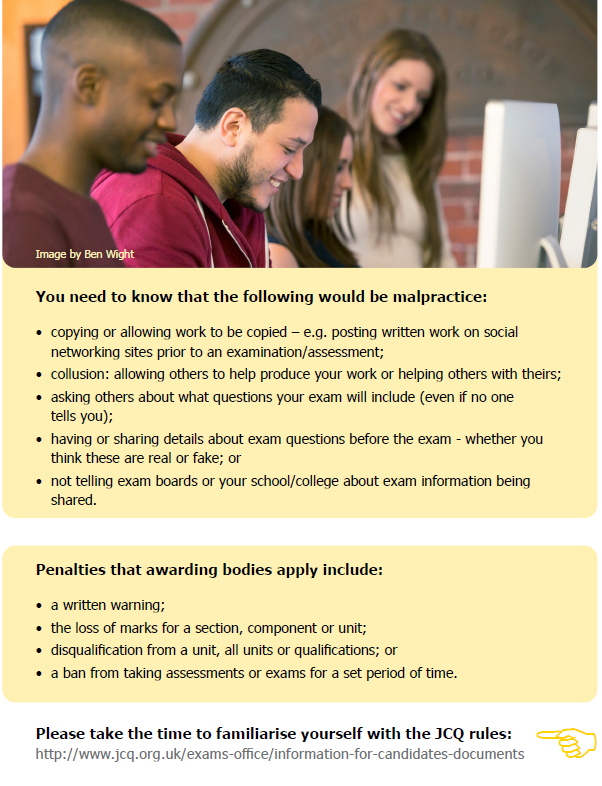 Image by Ben Wight
You need to know that the following would be malpractice:
• copying or allowing work to be copied – e.g. posting written work on social
networking sites prior to an examination/assessment;
• collusion: allowing others to help produce your work or helping others with theirs;
• asking others about what questions your exam will include (even if no one
tells you);
• having or sharing details about exam questions before the exam - whether you
think these are real or fake; or
• not telling exam boards or your school/college about exam information being
shared.
Penalties that awarding bodies apply include:
• a written warning;
• the loss of marks for a section, component or unit;
• disqualification from a unit, all units or qualifications; or
• a ban from taking assessments or exams for a set period of time.
Please take the time to familiarise yourself with the JCQ rules:
http://www.jcq.org.uk/exams-office/information-for-candidates-documents